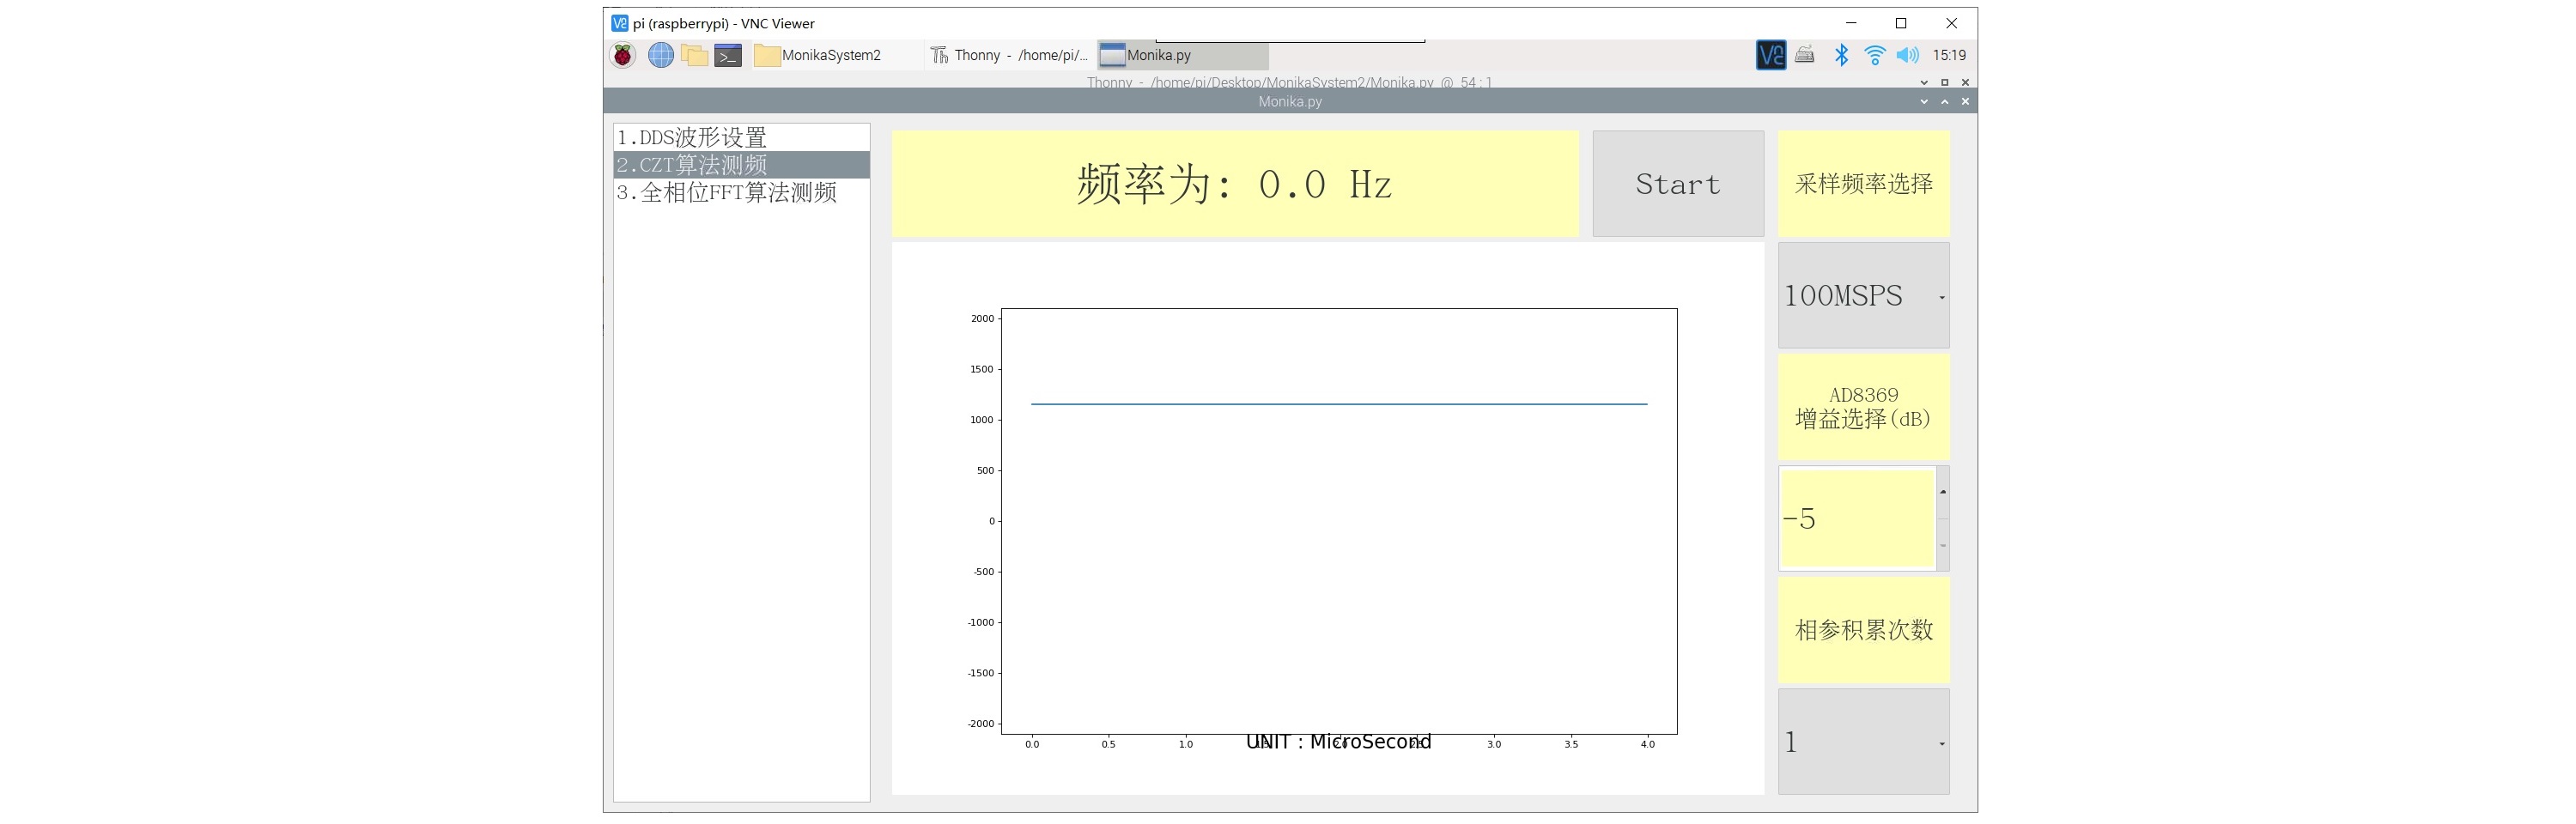 pi (raspberrypi) - VNC Viewer
MonikaSystem2
Thonny - /home/pi/...
Monika.py
15:19
Thonny - /home/pi/Desktop/MonikaSystem2/Monika.py @ 54 : 1
Monika.py
1.DDS波形设置
2.CZT算法测频
3.全相位FFT算法测频
频率为: 0.0 Hz
Start
采样频率选择
100MSPS
AD8369
增益选择(dB)
-5
相参积累次数
1
2000
1500
1000
500
0
-500
-1000
-1500
-2000
0.0 0.5 1.0 3.0 3.5 4.0
UNIT : MicroSecond